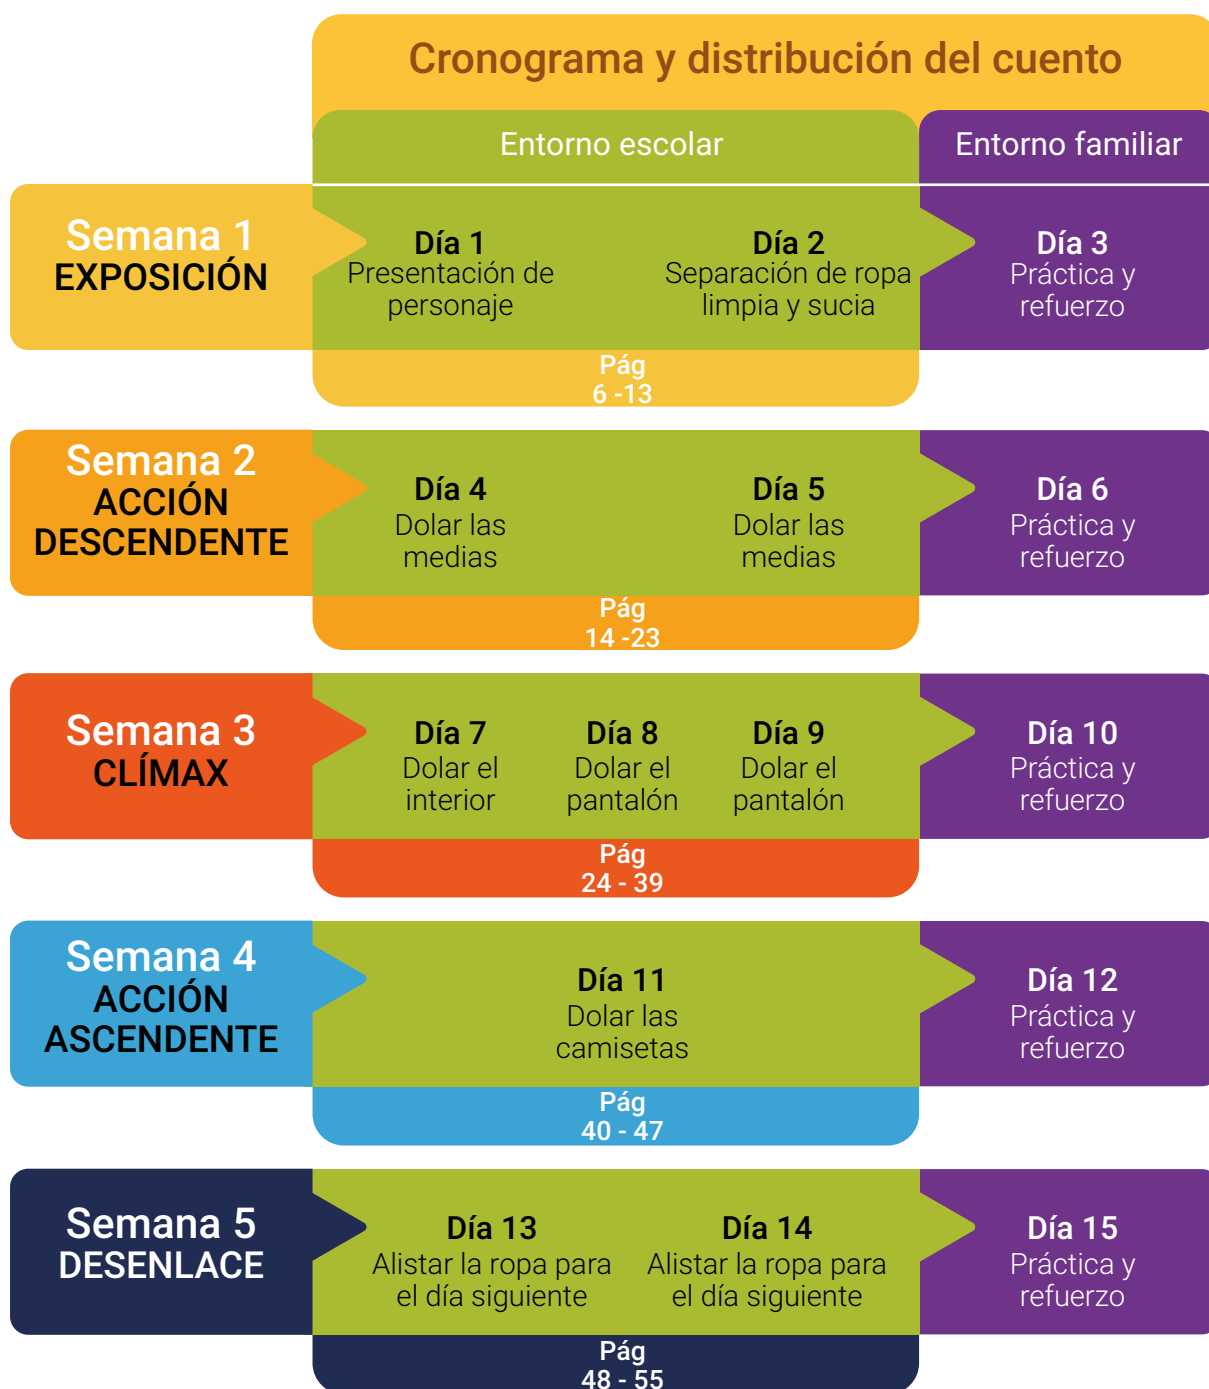 Cronograma y distribución del cuento
Entorno escolar
Entorno familiar
Semana 1
EXPOSICIÓN
Día 1
Presentación de
personaje
Día 2
Separación de ropa
limpia y sucia
Día 3
Práctica y
refuerzo
Pág
6 -13
Semana 2
ACCIÓN
DESCENDENTE
Día 4
Dolar las
medias
Día 5
Dolar las
medias
Día 6
Práctica y
refuerzo
Pág
14 -23
Semana 3
CLÍMAX
Día 7
Dolar el
interior
Día 8
Dolar el
pantalón
Día 9
Dolar el
pantalón
Día 10
Práctica y
refuerzo
Pág
24 - 39
Semana 4
ACCIÓN
ASCENDENTE
Día 11
Dolar las
camisetas
Día 12
Práctica y
refuerzo
Pág
40 - 47
Semana 5
DESENLACE
Día 13
Alistar la ropa para
el día siguiente
Día 14
Alistar la ropa para
el día siguiente
Día 15
Práctica y
refuerzo
Pág
48 - 55